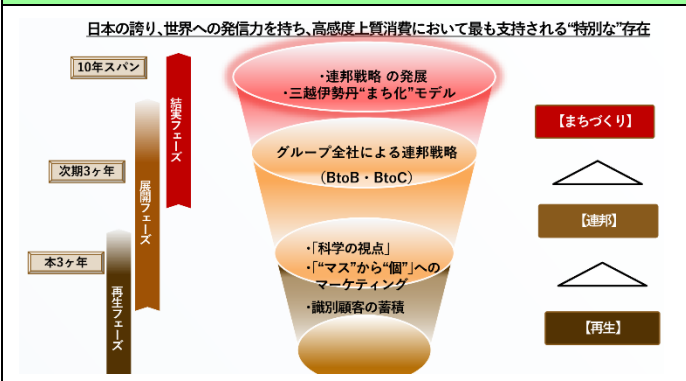 日本の誇り、世界への発信力を持ち、高感度上質消費において最も支持される“特別な”存在
10年スパン
次期3ヶ年
本3ヶ年
結実フェーズ
展開フェーズ
再生フェーズ
・連邦戦略 の発展
・三越伊勢丹“まち化”モデル
グループ全社による連邦戦略
（BtoB・BtoC）
・「科学の視点」
・「“マス”から“個”」への
マーケティング
・識別顧客の蓄積
【まちづくり】
【連邦】
【再生】